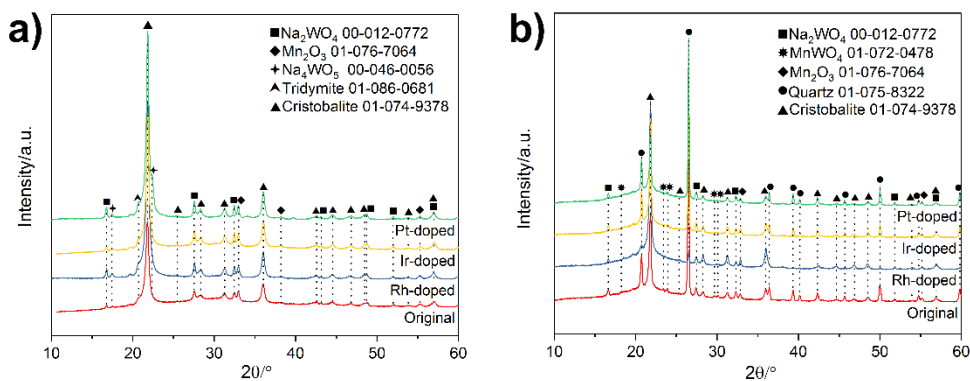 a)
Intensity/a.u.
■Na₂WO₄ 00-012-0772
◆Mn₂O₃ 01-076-7064
✦Na₄WO₅ 00-046-0056
Tridymite 01-086-0681
▲Cristobalite 01-074-9378
Pt-doped
Ir-doped
Rh-doped
Original
10 20 30 40 50 60
2θ/°
b)
Intensity/a.u.
■Na₂WO₄ 00-012-0772
✷MnWO₄ 01-072-0478
◆Mn₂O₃ 01-076-7064
●Quartz 01-075-8322
▲Cristobalite 01-074-9378
Pt-doped
Ir-doped
Rh-doped
Original
10 20 30 40 50 60
2θ/°